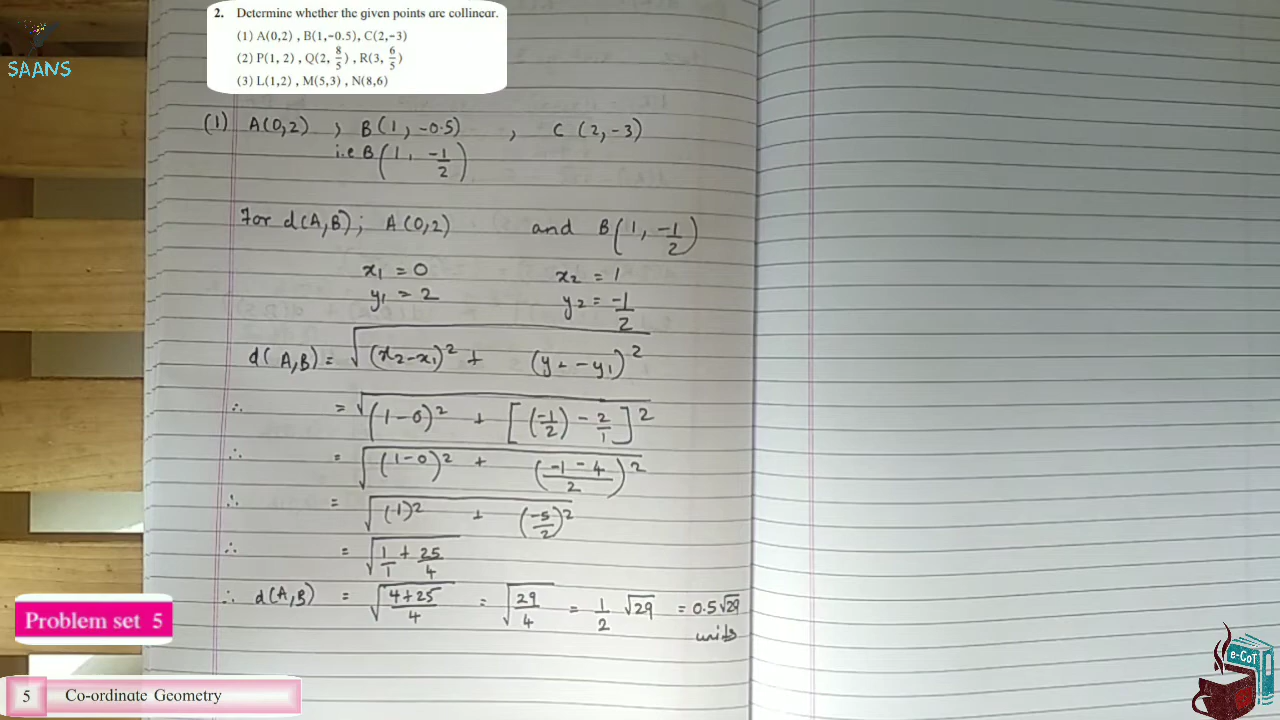 2. Determine whether the given points are collinear.
(1) A(0,2) , B(1,-0.5), C(2,-3)
(2) P(1, 2) , Q(2, 8/5) , R(3, 6/5)
(3) L(1,2) , M(5,3) , N(8,6)
SAANS
(1) A(0,2) , B(1, -0.5) , C (2,-3)
i.e B(1, -1/2)
For d(A,B); A(0,2) and B(1, -1/2)
x₁ = 0 x₂ = 1
y₁ = 2 y₂ = -1/2
d(A,B) = √(x₂-x₁)² + (y₂-y₁)²
∴ = √(1-0)² + [(-1/2) - 2/1]²
∴ = √(1-0)² + (-1-4/2)²
∴ = √(1)² + (-5/2)²
∴ = √1/1 + 25/4
∴ d(A,B) = √4+25/4 = √29/4 = 1/2 √29 = 0.5√29
units
Problem set 5
5 Co-ordinate Geometry
e-CoT